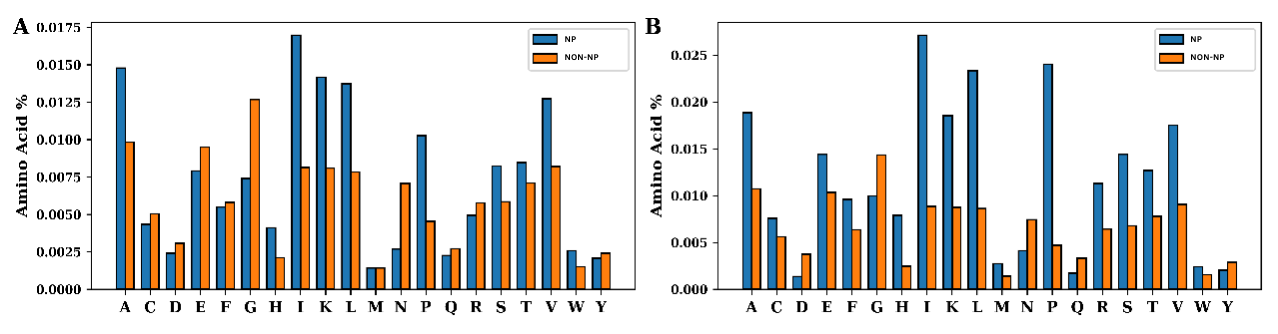 A
0.0175
0.0150
0.0125
0.0100
0.0075
0.0050
0.0025
0.0000
Amino Acid %
NP
NON-NP
A C D E F G H I K L M N P Q R S T V W Y
B
0.025
0.020
0.015
0.010
0.005
0.000
Amino Acid %
NP
NON-NP
A C D E F G H I K L M N P Q R S T V W Y